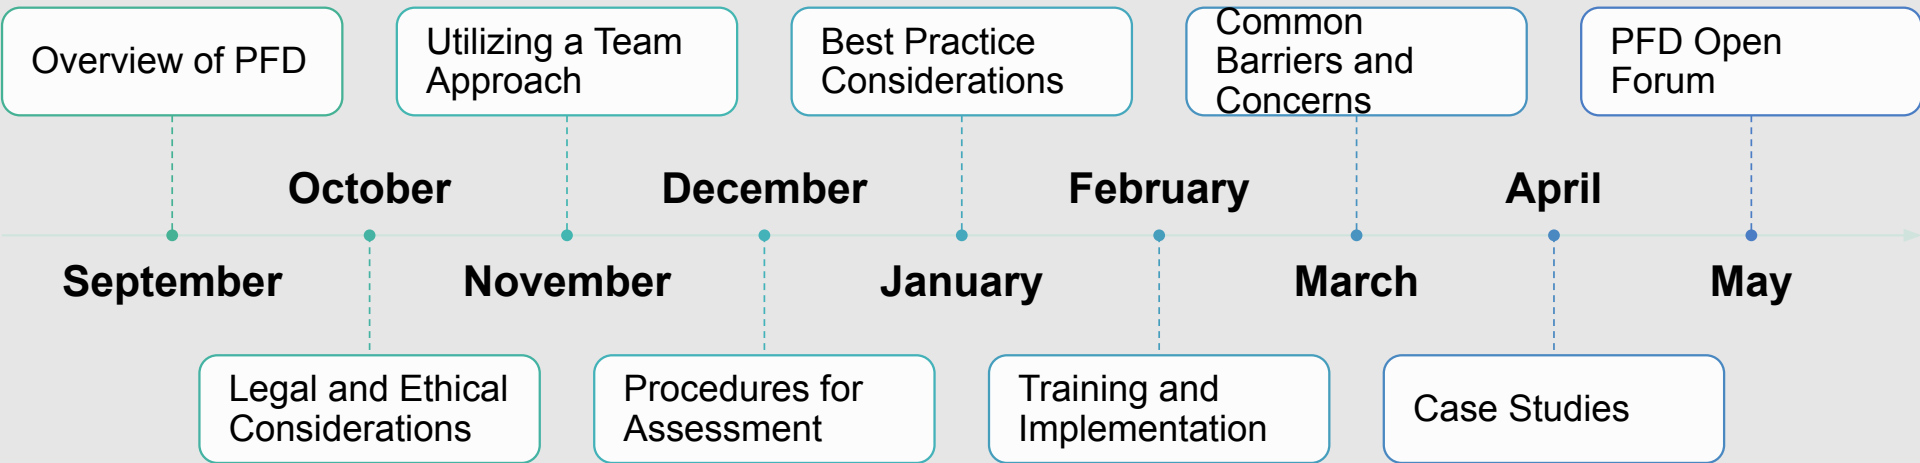 Overview of PFD
Utilizing a Team
Approach
Best Practice
Considerations
Common
Barriers and
Concerns
PFD Open
Forum
October
December
February
April
September
November
January
March
May
Legal and Ethical
Considerations
Procedures for
Assessment
Training and
Implementation
Case Studies